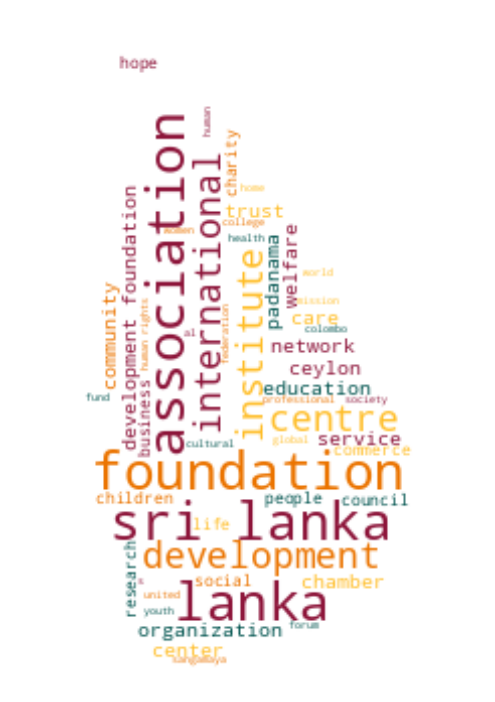 hope
human
association
international
charity
home
development foundation
trust
women
college
health
padanama
welfare
institute
world
community
human rights
mission
care
colombo
federation
al
network
ceylon
business
education
fund
professional
society
centre
cultural
global
service
commerce
foundation
children
people
council
sri lanka
life
development
research
s
social
chamber
united
lanka
youth
organization
forum
center
sangamaya